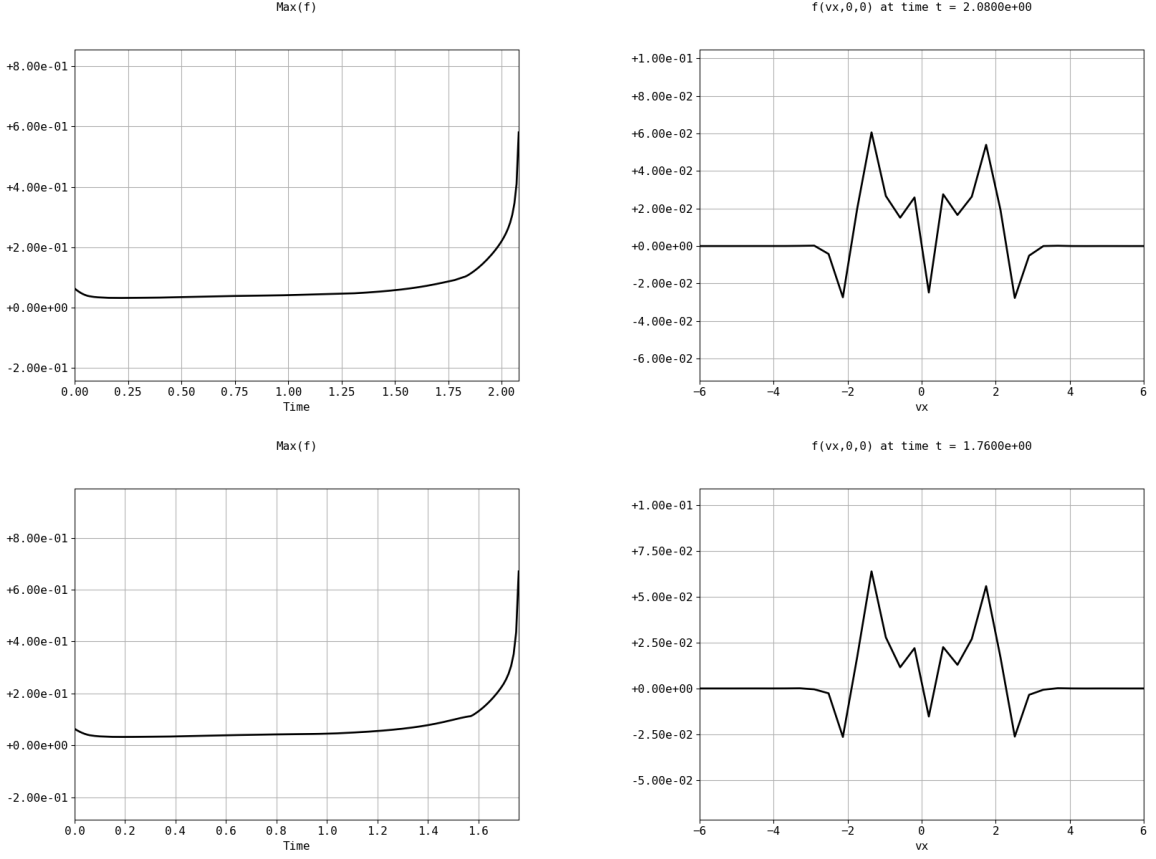 Max(f)
+8.00e-01
+6.00e-01
+4.00e-01
+2.00e-01
+0.00e+00
-2.00e-01
0.00 0.25 0.50 0.75 1.00 1.25 1.50 1.75 2.00
Time
f(vx,0,0) at time t = 2.0800e+00
+1.00e-01
+8.00e-02
+6.00e-02
+4.00e-02
+2.00e-02
+0.00e+00
-2.00e-02
-4.00e-02
-6.00e-02
−6 −4 −2 0 2 4 6
vx
Max(f)
+8.00e-01
+6.00e-01
+4.00e-01
+2.00e-01
+0.00e+00
-2.00e-01
0.0 0.2 0.4 0.6 0.8 1.0 1.2 1.4 1.6
Time
f(vx,0,0) at time t = 1.7600e+00
+1.00e-01
+7.50e-02
+5.00e-02
+2.50e-02
+0.00e+00
-2.50e-02
-5.00e-02
−6 −4 −2 0 2 4 6
vx